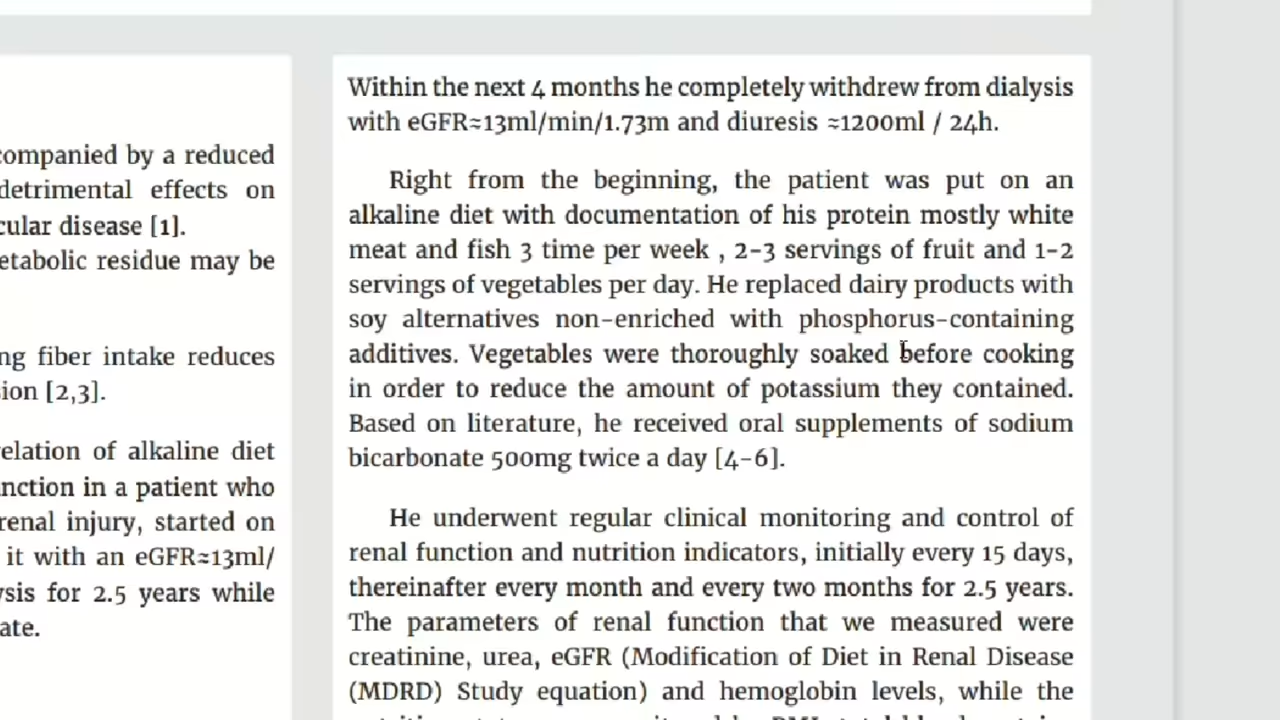 companied by a reduced
detrimental effects on
cular disease [1].
etabolic residue may be
ng fiber intake reduces
ion [2,3].
elation of alkaline diet
nction in a patient who
renal injury, started on
it with an eGFR≈13ml/
sis for 2.5 years while
ate.
Within the next 4 months he completely withdrew from dialysis
with eGFR≈13ml/min/1.73m and diuresis ≈1200ml / 24h.
Right from the beginning, the patient was put on an
alkaline diet with documentation of his protein mostly white
meat and fish 3 time per week , 2-3 servings of fruit and 1-2
servings of vegetables per day. He replaced dairy products with
soy alternatives non-enriched with phosphorus-containing
additives. Vegetables were thoroughly soaked before cooking
in order to reduce the amount of potassium they contained.
Based on literature, he received oral supplements of sodium
bicarbonate 500mg twice a day [4-6].
He underwent regular clinical monitoring and control of
renal function and nutrition indicators, initially every 15 days,
thereinafter every month and every two months for 2.5 years.
The parameters of renal function that we measured were
creatinine, urea, eGFR (Modification of Diet in Renal Disease
(MDRD) Study equation) and hemoglobin levels, while the